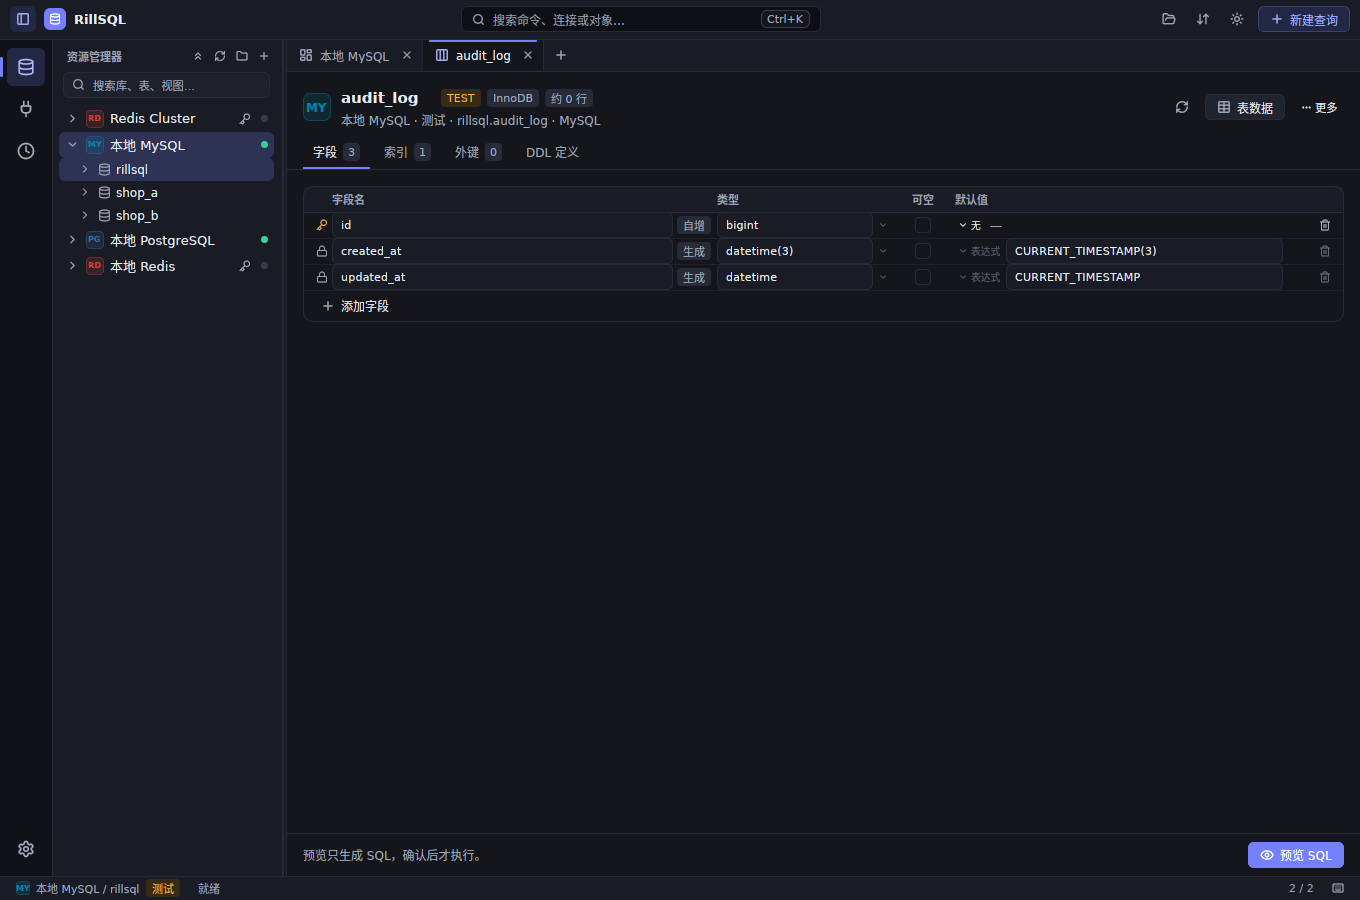 RillSQL
搜索命令、连接或对象… Ctrl+K
新建查询
资源管理器
搜索库、表、视图…
RD Redis Cluster
MY 本地 MySQL
rillsql
shop_a
shop_b
PG 本地 PostgreSQL
RD 本地 Redis
本地 MySQL
audit_log
MY audit_log TEST InnoDB 约 0 行
本地 MySQL · 测试 · rillsql.audit_log · MySQL
表数据
更多
字段 3 索引 1 外键 0 DDL 定义
字段名 类型 可空 默认值
id 自增 bigint 无 —
created_at 生成 datetime(3) 表达式 CURRENT_TIMESTAMP(3)
updated_at 生成 datetime 表达式 CURRENT_TIMESTAMP
添加字段
预览只生成 SQL，确认后才执行。
预览 SQL
MY 本地 MySQL / rillsql 测试 就绪 2 / 2